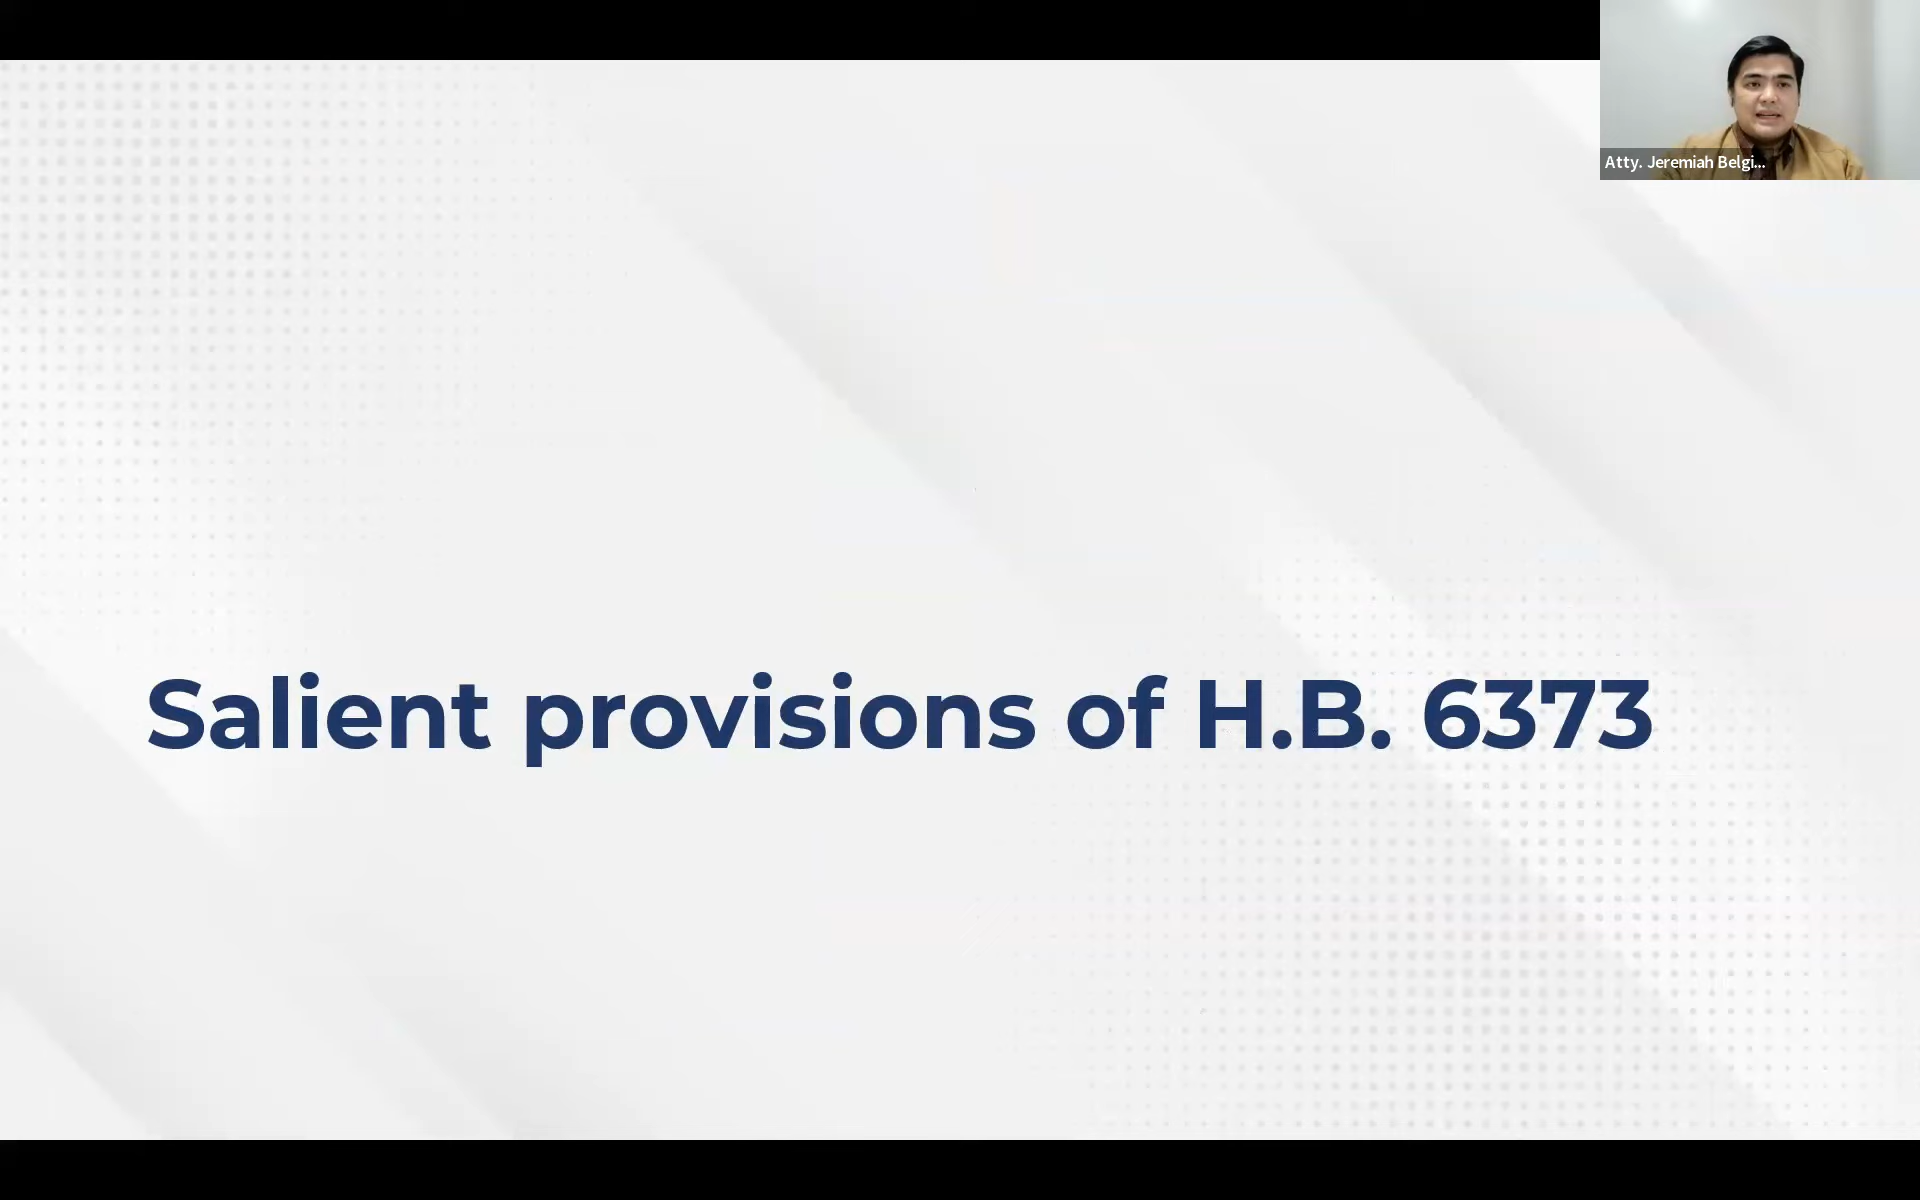 Atty. Jeremiah Belgi...
Salient provisions of H.B. 6373